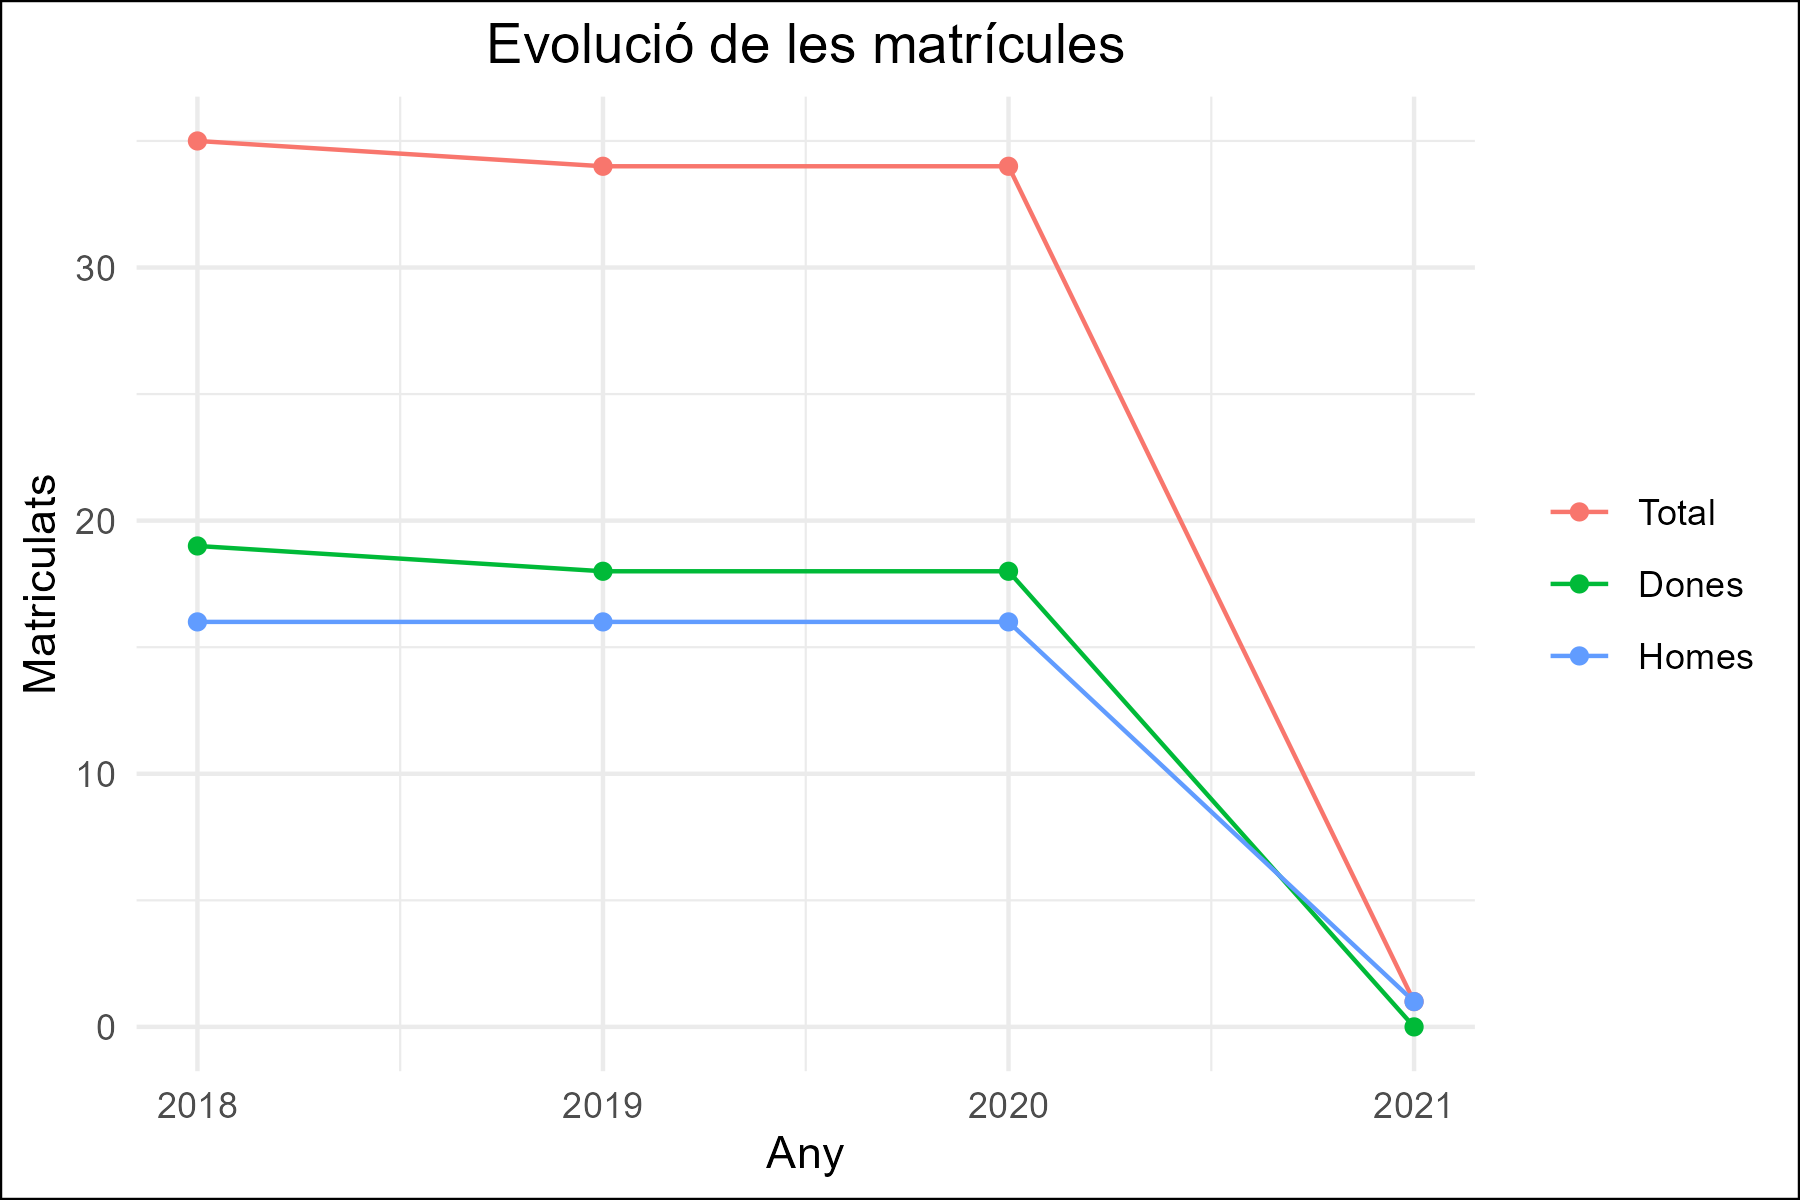 Evolució de les matrícules
Matriculats
30
20
10
0
2018
2019
2020
2021
Any
Total
Dones
Homes